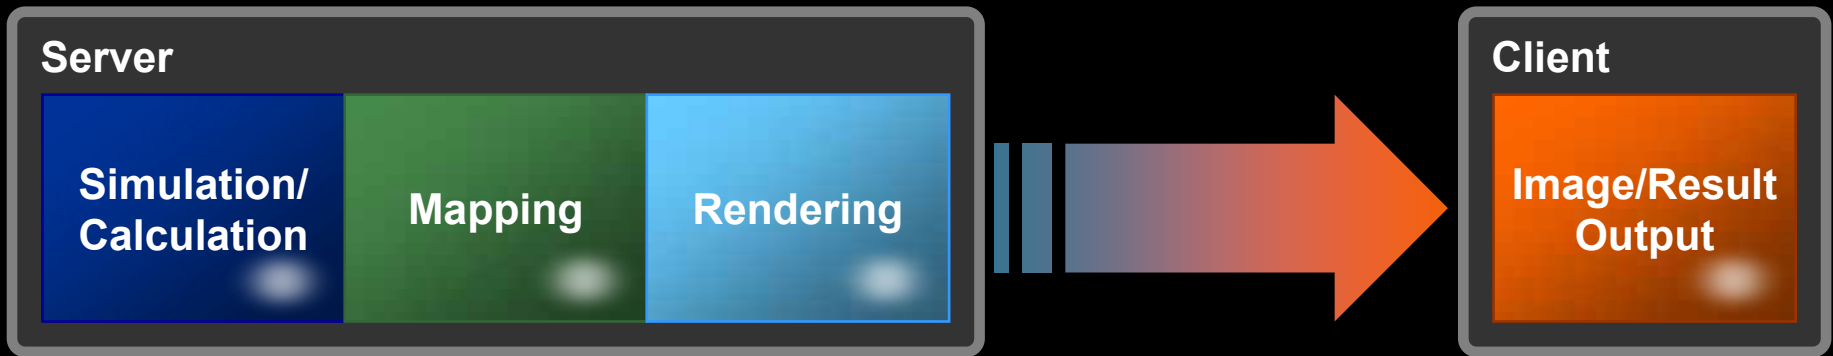 Server
Simulation/
Calculation
Mapping
Rendering
Client
Image/Result
Output